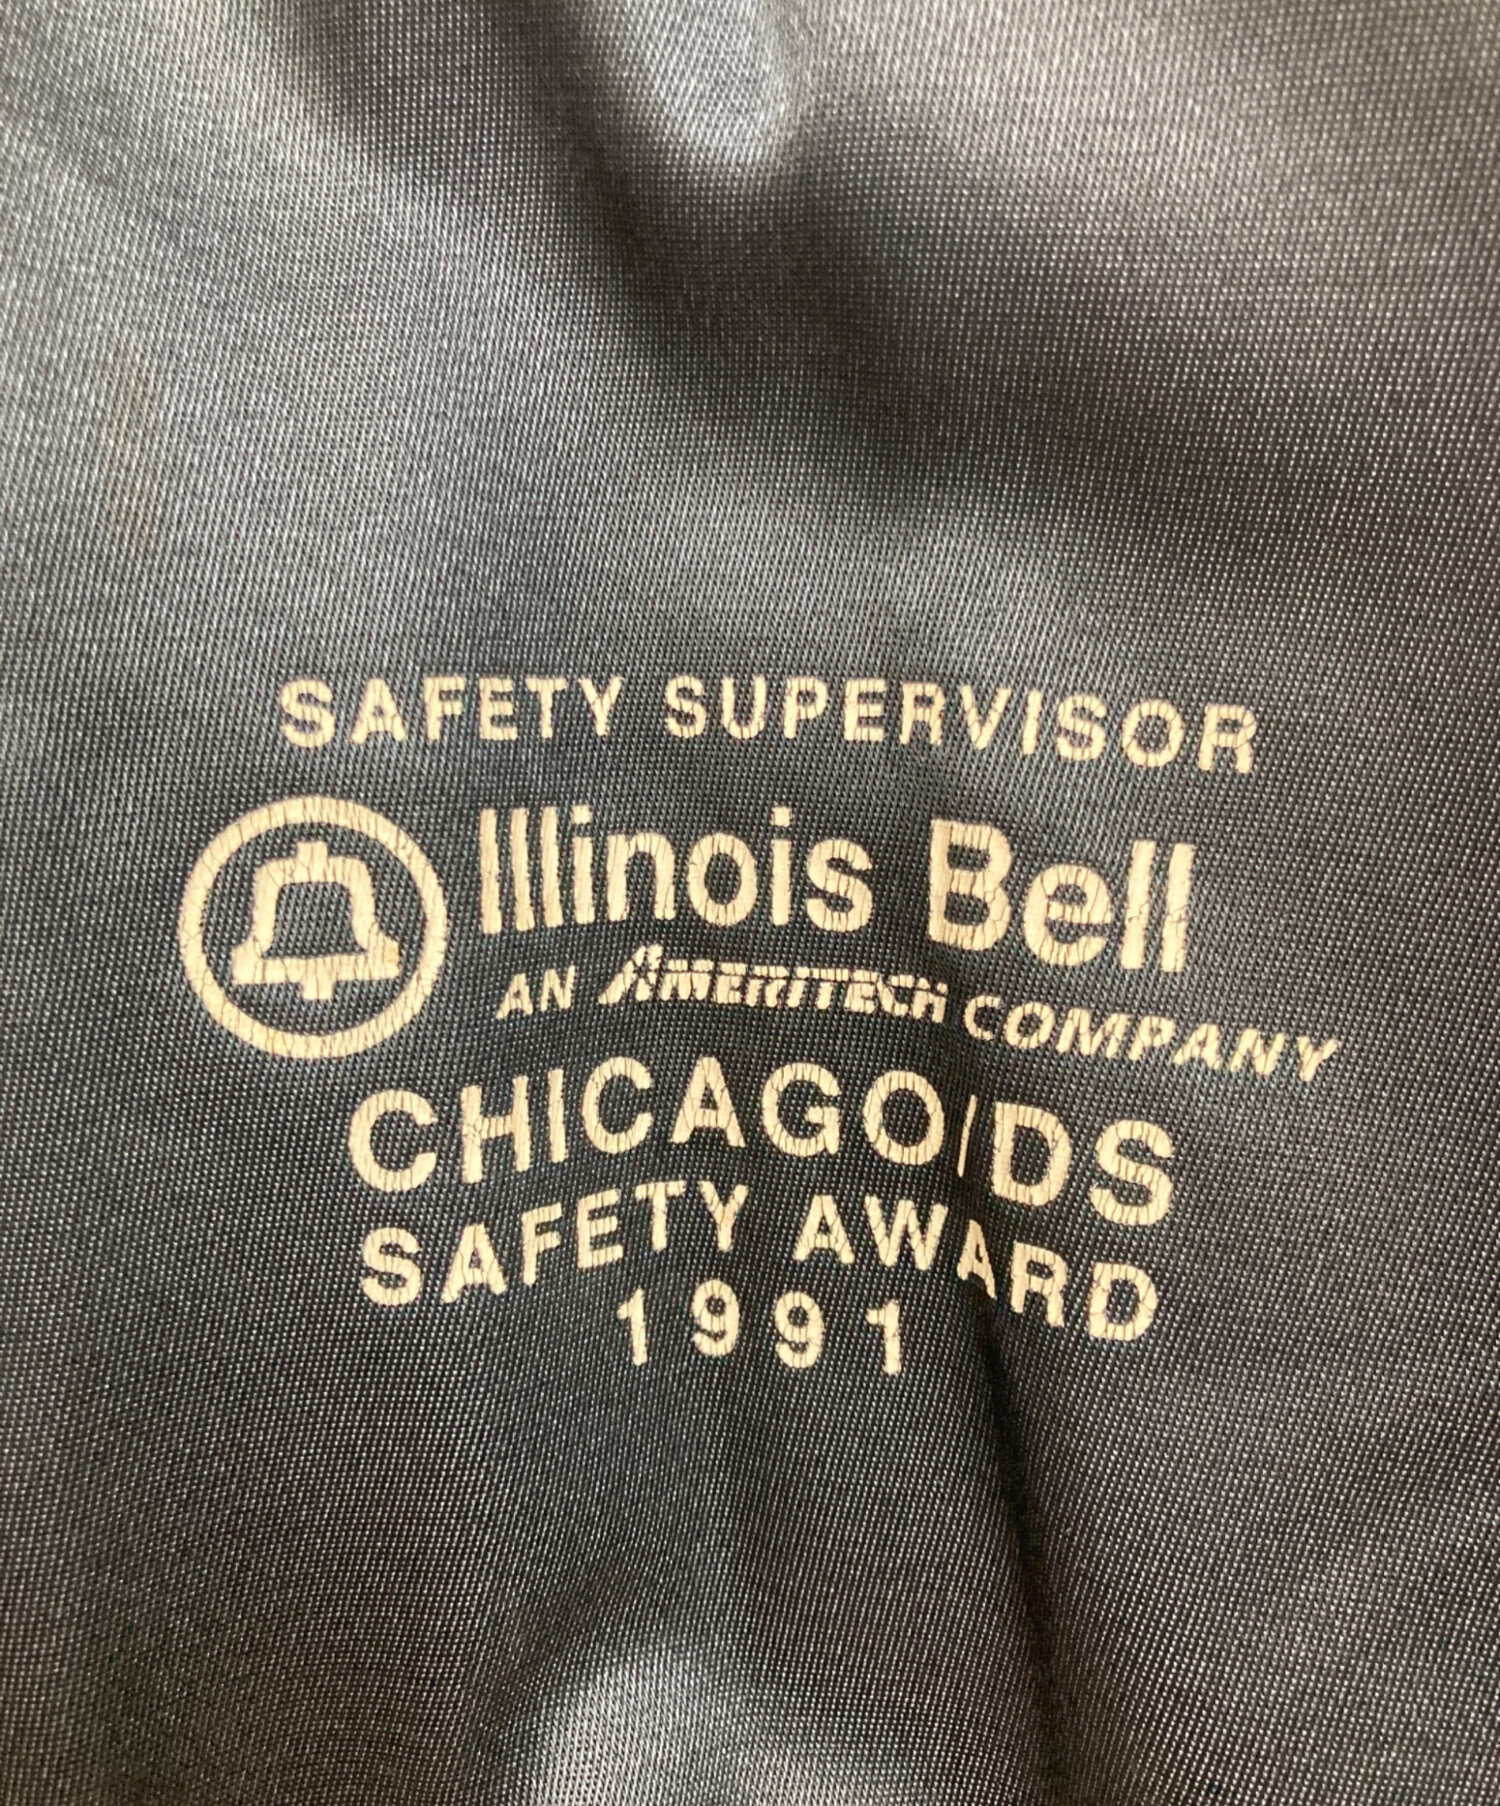 SAFETY SUPERVISOR
Illinois Bell
AN AMERITECH COMPANY
CHICAGO/DS
SAFETY AWARD
1991